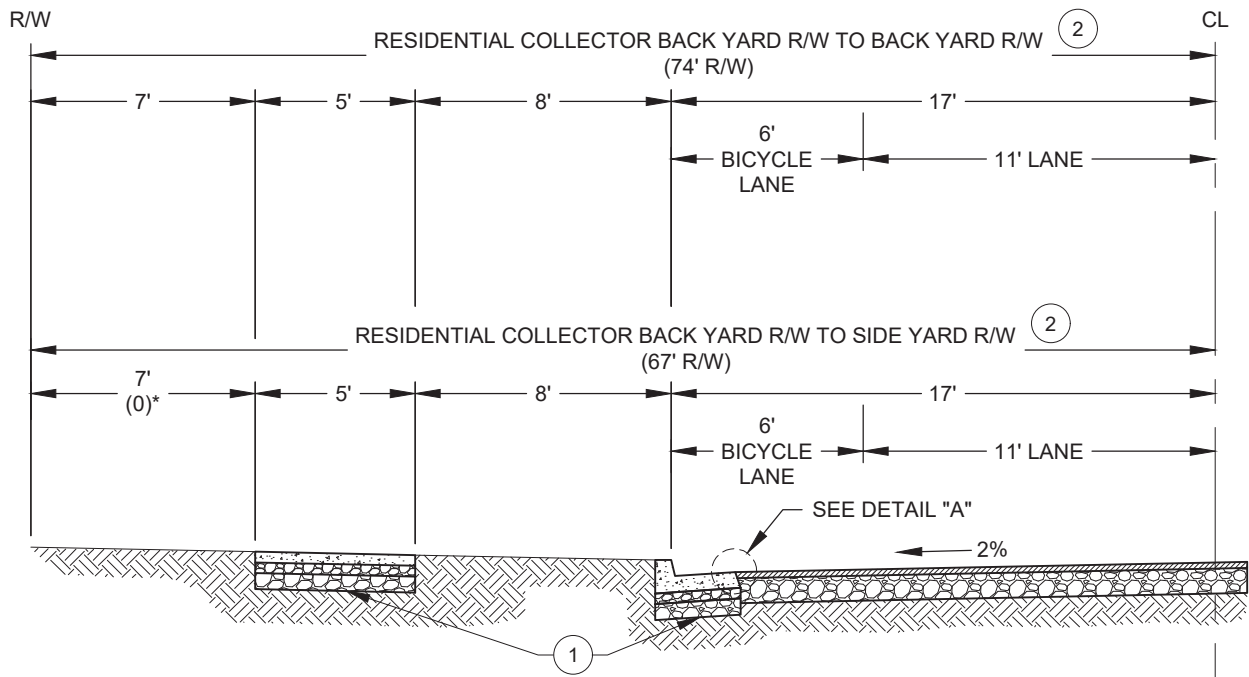 R/W
CL
RESIDENTIAL COLLECTOR BACK YARD R/W TO BACK YARD R/W 2
(74' R/W)
7' 5' 8' 17'
6'
BICYCLE 11' LANE
LANE
RESIDENTIAL COLLECTOR BACK YARD R/W TO SIDE YARD R/W 2
(67' R/W)
7' 5' 8' 17'
(0)*
6'
BICYCLE 11' LANE
LANE
SEE DETAIL "A"
2%
1